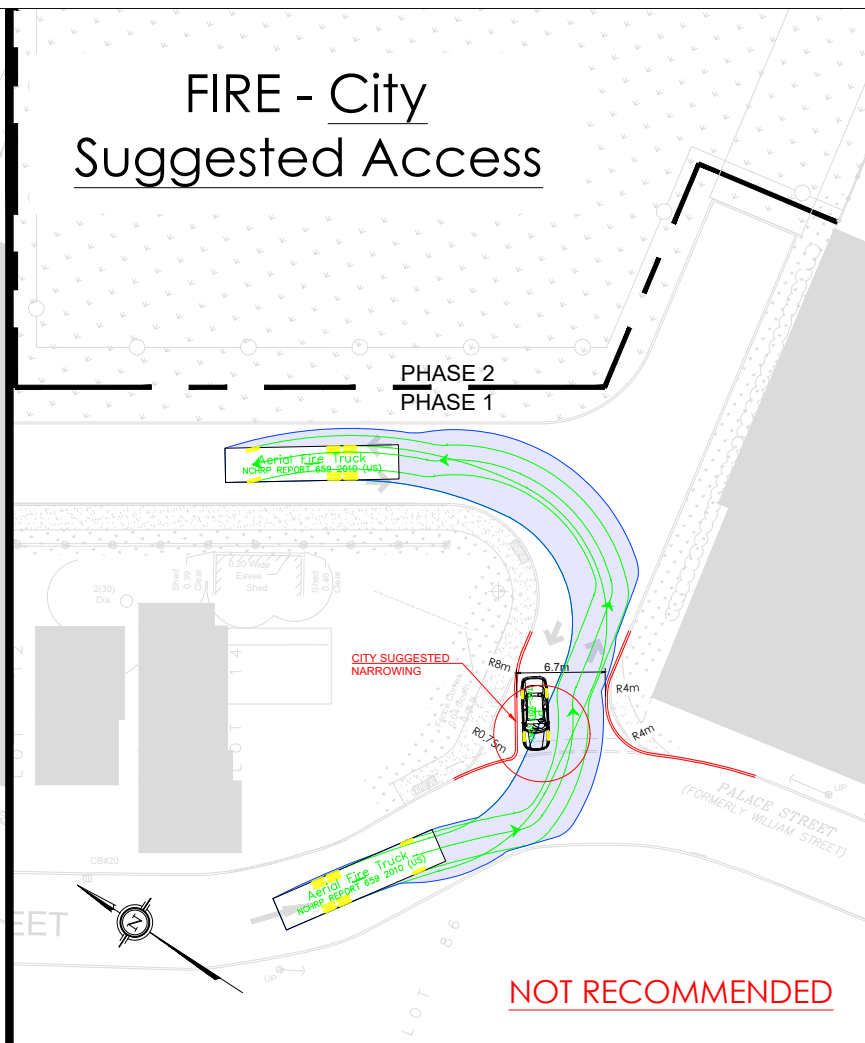 FIRE - City
Suggested Access
PHASE 2
PHASE 1
Aerial Fire Truck
NCHRP REPORT 659 2010 (US)
0.20 Wide
Eaves
Shed
Shed
0.39
Clear
Shed
0.46
Clear
2(30)
Dia.
LOT 14
CITY SUGGESTED
NARROWING
R8m
6.7m
R4m
R0.75m
R4m
PALACE STREET
(FORMERLY WILLIAM STREET)
UP
CB#20
Aerial Fire Truck
NCHRP REPORT 659 2010 (US)
EET
N
UP
LOT 86
NOT RECOMMENDED